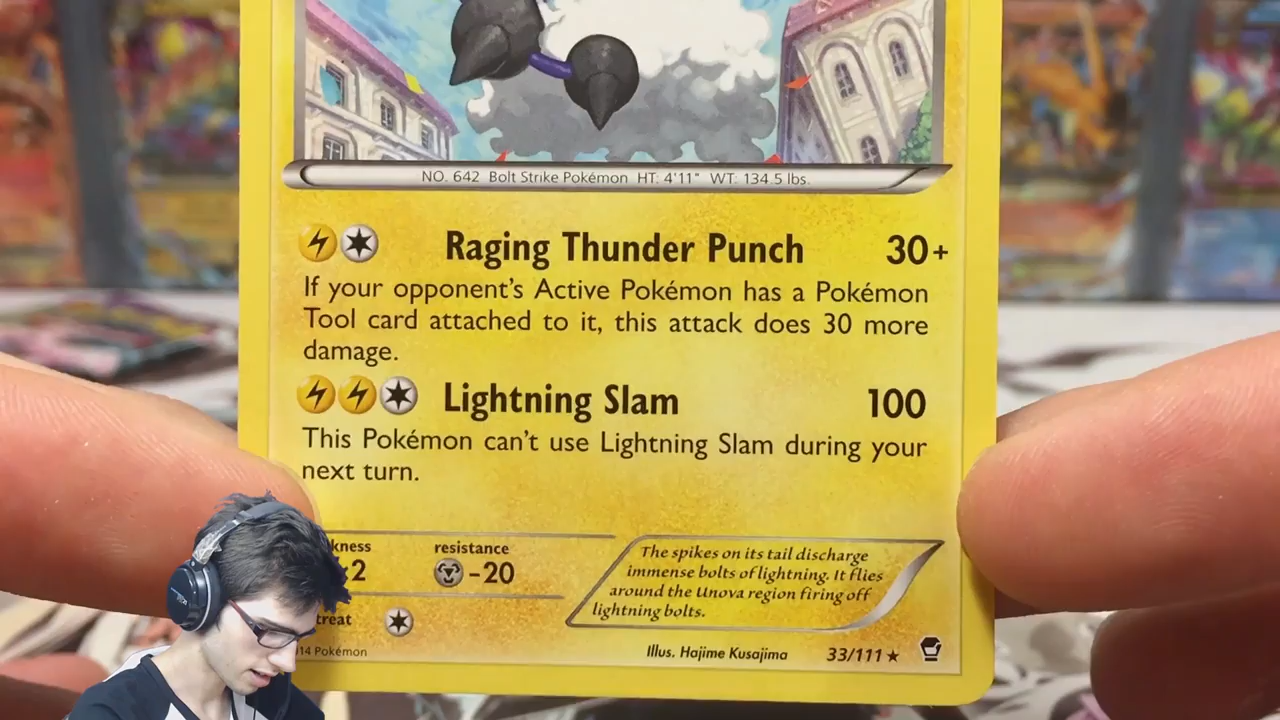 NO. 642 Bolt Strike Pokémon HT: 4'11" WT: 134.5 lbs.
Raging Thunder Punch 30+
If your opponent's Active Pokémon has a Pokémon
Tool card attached to it, this attack does 30 more
damage.
Lightning Slam 100
This Pokémon can't use Lightning Slam during your
next turn.
kness resistance
×2 -20
The spikes on its tail discharge
immense bolts of lightning. It flies
around the Unova region firing off
lightning bolts.
treat
14 Pokémon Illus. Hajime Kusajima 33/111★